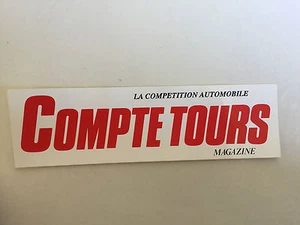 LA COMPETITION AUTOMOBILE
COMPTE TOURS
MAGAZINE